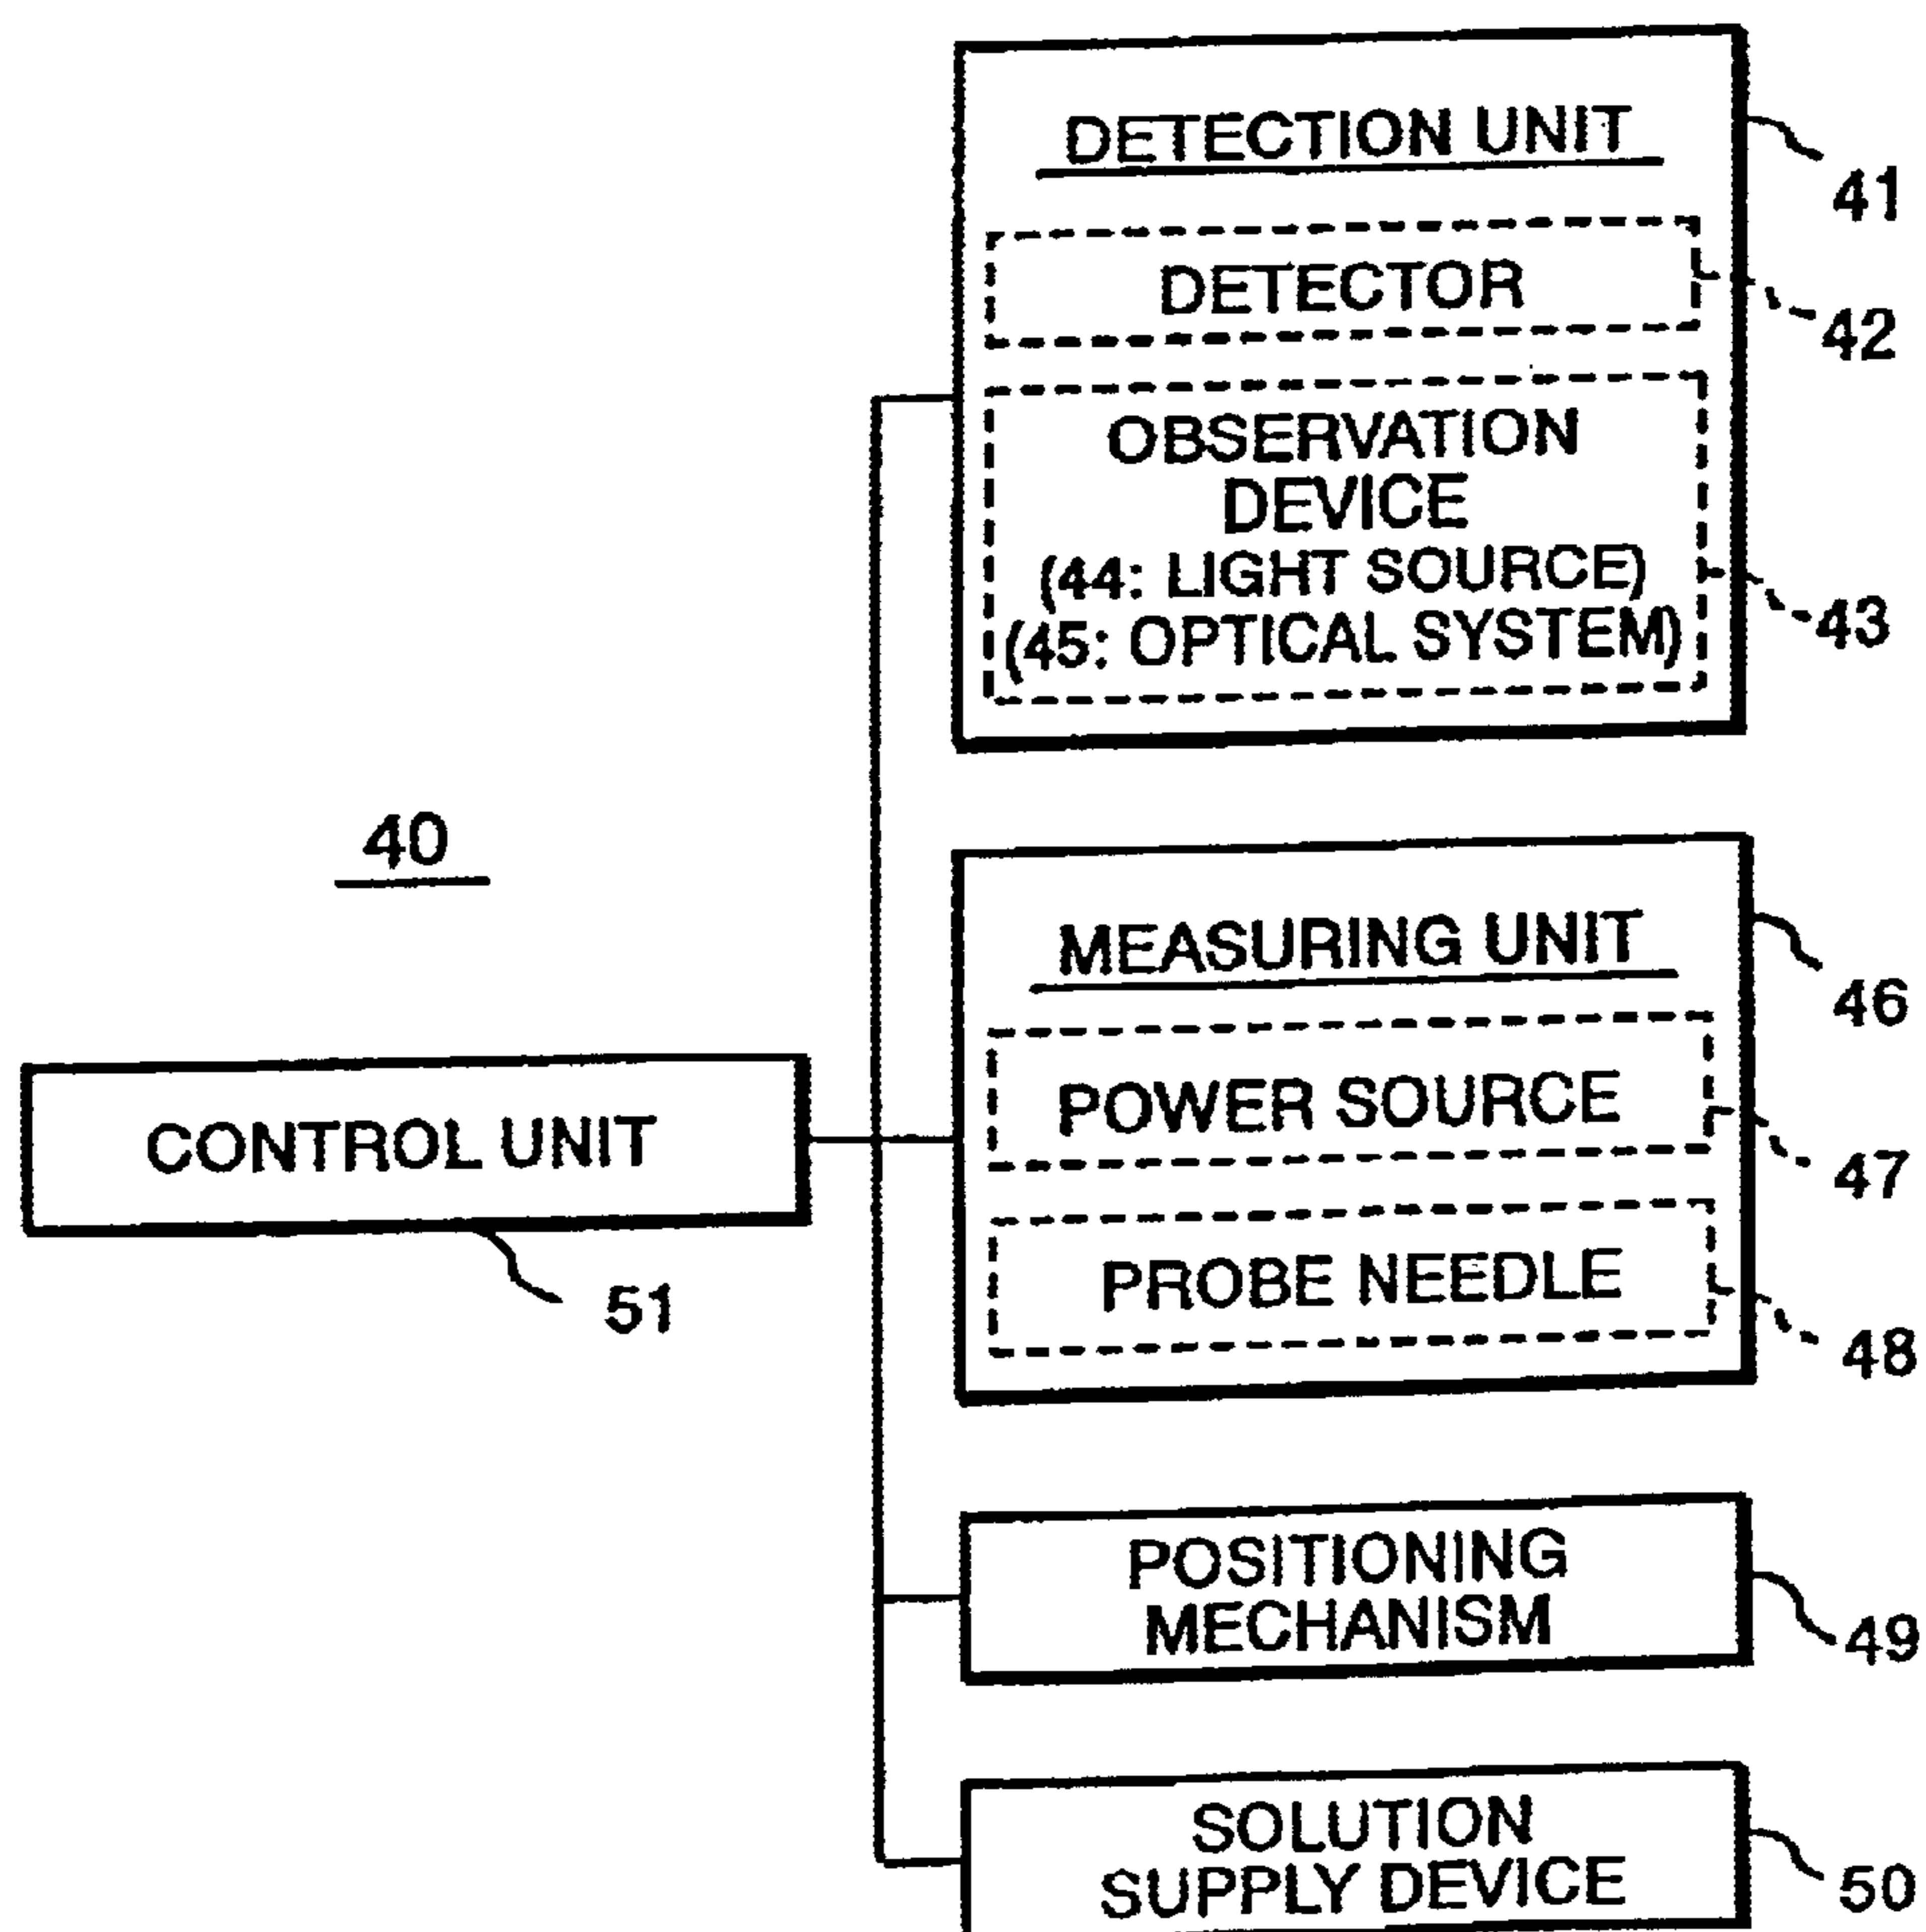 DETECTION UNIT
41
DETECTOR
42
OBSERVATION
DEVICE
(44: LIGHT SOURCE)
(45: OPTICAL SYSTEM)
43
40
MEASURING UNIT
46
POWER SOURCE
47
PROBE NEEDLE
48
CONTROL UNIT
51
POSITIONING
MECHANISM
49
SOLUTION
SUPPLY DEVICE
50